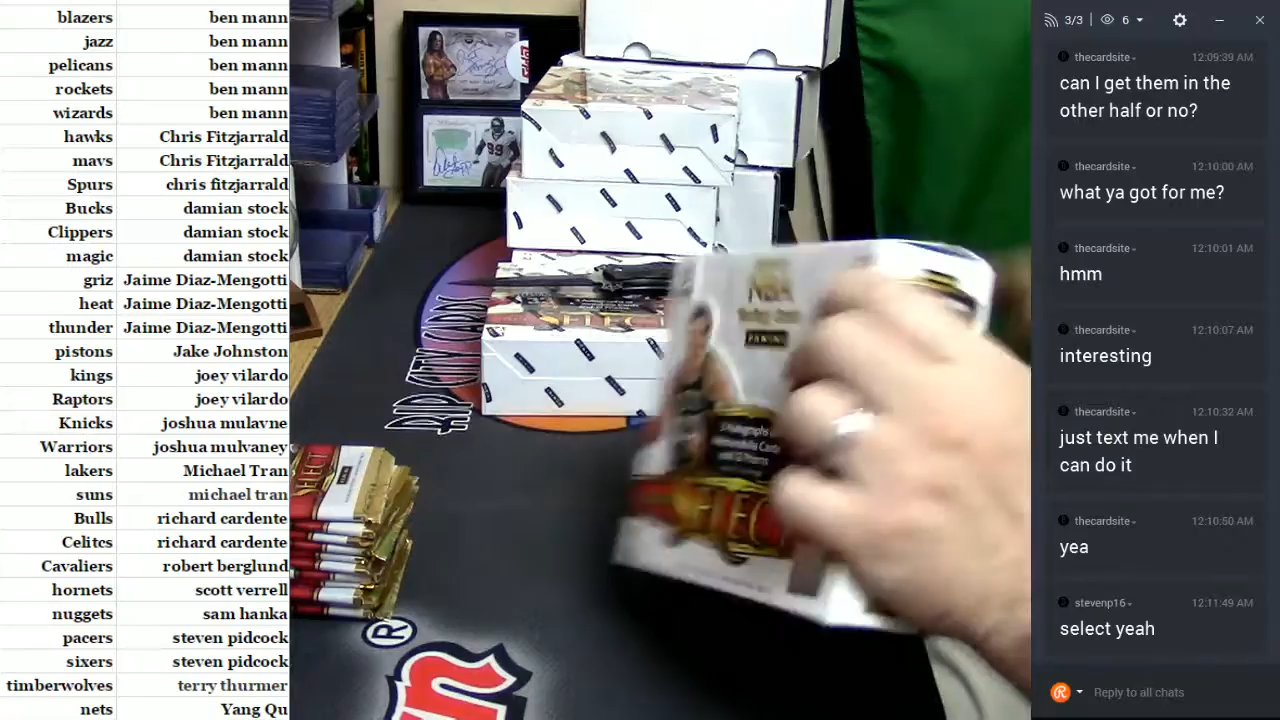 blazers ben mann
jazz ben mann
pelicans ben mann
rockets ben mann
wizards ben mann
hawks Chris Fitzjarrald
mavs Chris Fitzjarrald
Spurs chris fitzjarrald
Bucks damian stock
Clippers damian stock
magic damian stock
griz Jaime Diaz-Mengotti
heat Jaime Diaz-Mengotti
thunder Jaime Diaz-Mengotti
pistons Jake Johnston
kings joey vilardo
Raptors joey vilardo
Knicks joshua mulavne
Warriors joshua mulvaney
lakers Michael Tran
suns michael tran
Bulls richard cardente
Celitcs richard cardente
Cavaliers robert berglund
hornets scott verrell
nuggets sam hanka
pacers steven pidcock
sixers steven pidcock
timberwolves terry thurmer
nets Yang Qu
99
SELECT
RIP CITY CARDS
NBA
PANINI
SELECT
®
3/3 6
thecardsite 12:09:39 AM
can I get them in the
other half or no?
thecardsite 12:10:00 AM
what ya got for me?
thecardsite 12:10:01 AM
hmm
thecardsite 12:10:07 AM
interesting
thecardsite 12:10:32 AM
just text me when I
can do it
thecardsite 12:10:50 AM
yea
stevenp16 12:11:49 AM
select yeah
Reply to all chats